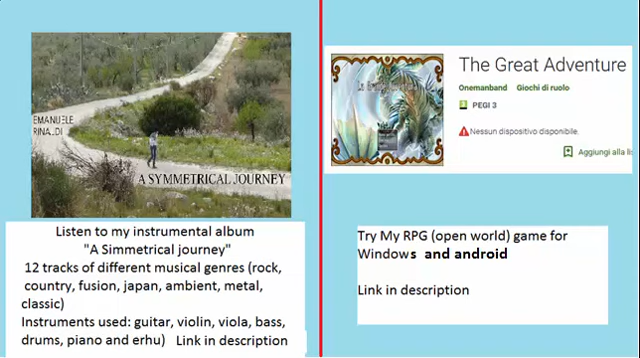 EMANUELE
RINALDI
A SYMMETRICAL JOURNEY
Listen to my instrumental album
"A Simmetrical journey"
12 tracks of different musical genres (rock,
country, fusion, japan, ambient, metal,
classic)
Instruments used: guitar, violin, viola, bass,
drums, piano and erhu) Link in description
The Great Adventure
Onemanband Giochi di ruolo
PEGI 3
Nessun dispositivo disponibile.
Aggiungi alla lis
Try My RPG (open world) game for
Windows and android
Link in description